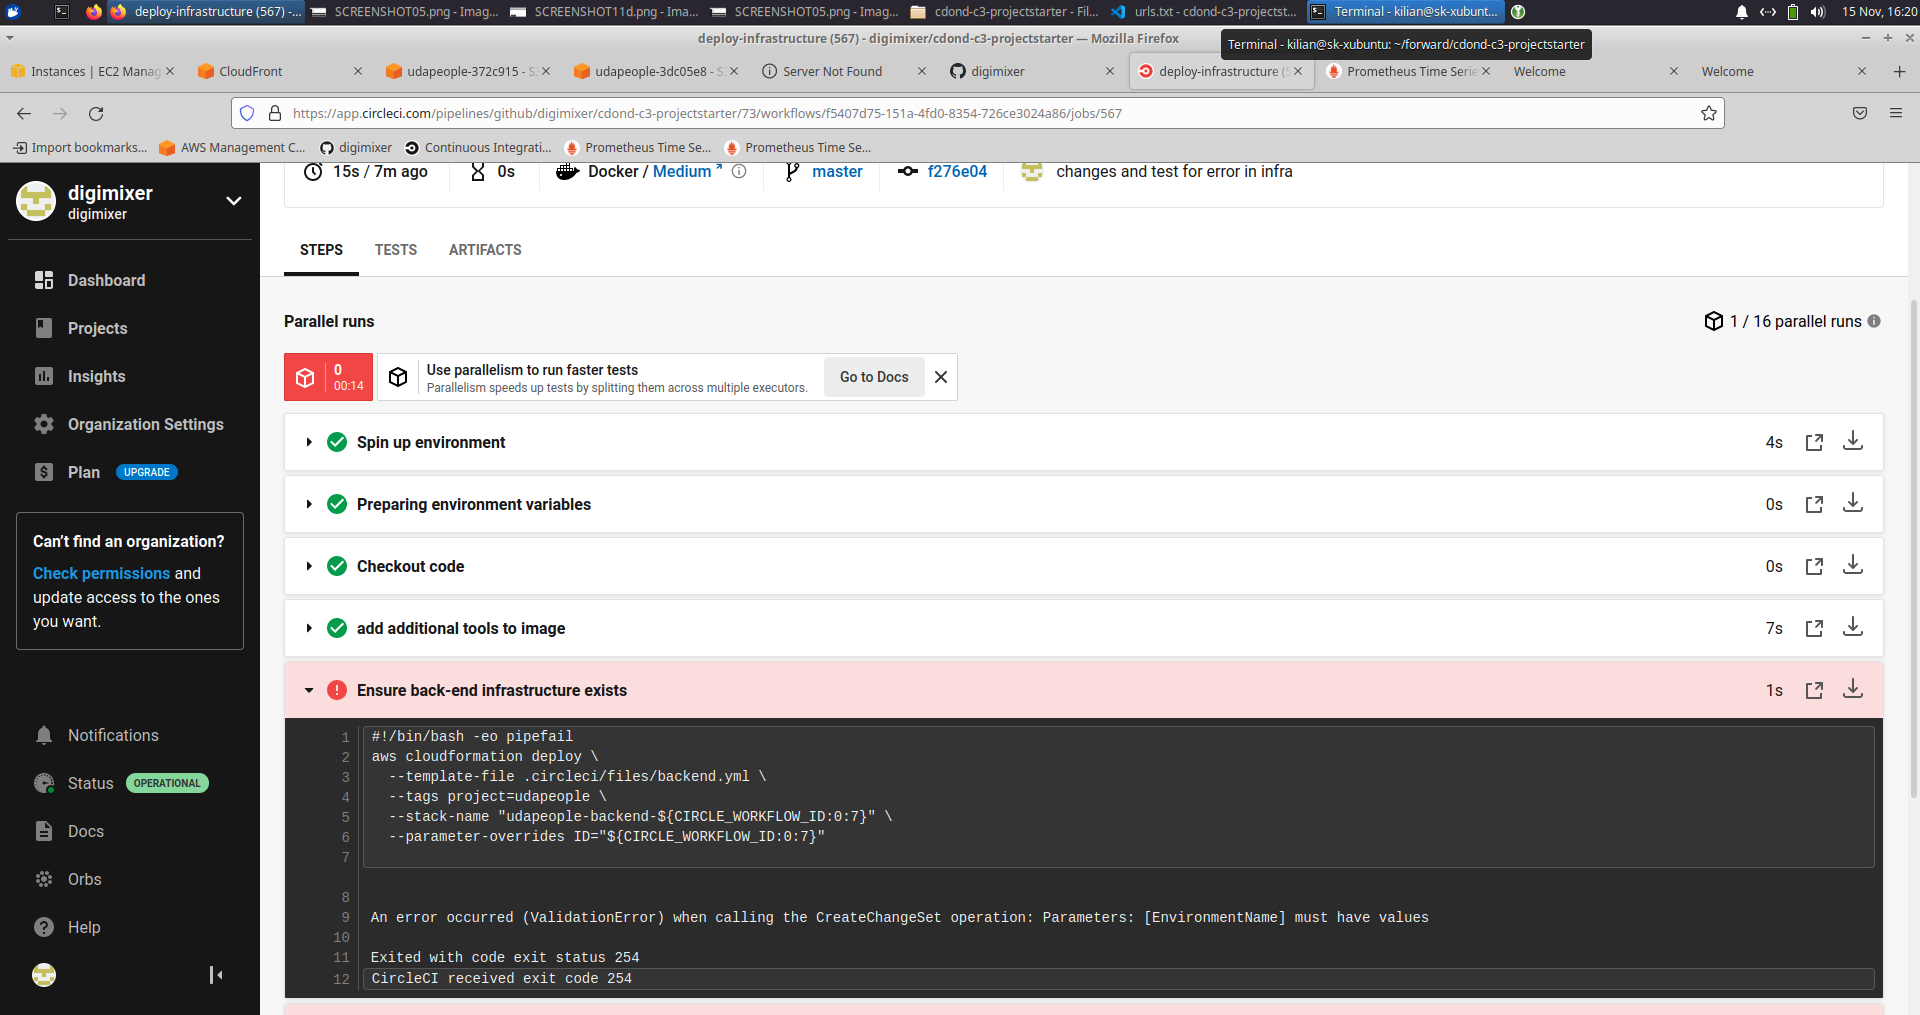 deploy-infrastructure (567) -...
SCREENSHOT05.png - Imag...
SCREENSHOT11d.png - Ima...
SCREENSHOT05.png - Imag...
cdond-c3-projectstarter - Fil...
urls.txt - cdond-c3-projectst...
Terminal - kilian@sk-xubunt...
15 Nov, 16:20
deploy-infrastructure (567) - digimixer/cdond-c3-projectstarter — Mozilla Firefox
Terminal - kilian@sk-xubuntu: ~/forward/cdond-c3-projectstarter
Instances | EC2 Manag
CloudFront
udapeople-372c915 - S
udapeople-3dc05e8 - S
Server Not Found
digimixer
deploy-infrastructure (5
Prometheus Time Serie
Welcome
Welcome
https://app.circleci.com/pipelines/github/digimixer/cdond-c3-projectstarter/73/workflows/f5407d75-151a-4fd0-8354-726ce3024a86/jobs/567
Import bookmarks...
AWS Management C...
digimixer
Continuous Integrati...
Prometheus Time Se...
Prometheus Time Se...
digimixer
digimixer
Dashboard
Projects
Insights
Organization Settings
Plan UPGRADE
Can't find an organization?
Check permissions and
update access to the ones
you want.
Notifications
Status OPERATIONAL
Docs
Orbs
Help
15s / 7m ago
0s
Docker / Medium
master
f276e04
changes and test for error in infra
STEPS
TESTS
ARTIFACTS
Parallel runs
1 / 16 parallel runs
0
00:14
Use parallelism to run faster tests
Parallelism speeds up tests by splitting them across multiple executors.
Go to Docs
Spin up environment
4s
Preparing environment variables
0s
Checkout code
0s
add additional tools to image
7s
Ensure back-end infrastructure exists
1s
1 #!/bin/bash -eo pipefail
2 aws cloudformation deploy \
3 --template-file .circleci/files/backend.yml \
4 --tags project=udapeople \
5 --stack-name "udapeople-backend-${CIRCLE_WORKFLOW_ID:0:7}" \
6 --parameter-overrides ID="${CIRCLE_WORKFLOW_ID:0:7}"
7
8
9 An error occurred (ValidationError) when calling the CreateChangeSet operation: Parameters: [EnvironmentName] must have values
10
11 Exited with code exit status 254
12 CircleCI received exit code 254